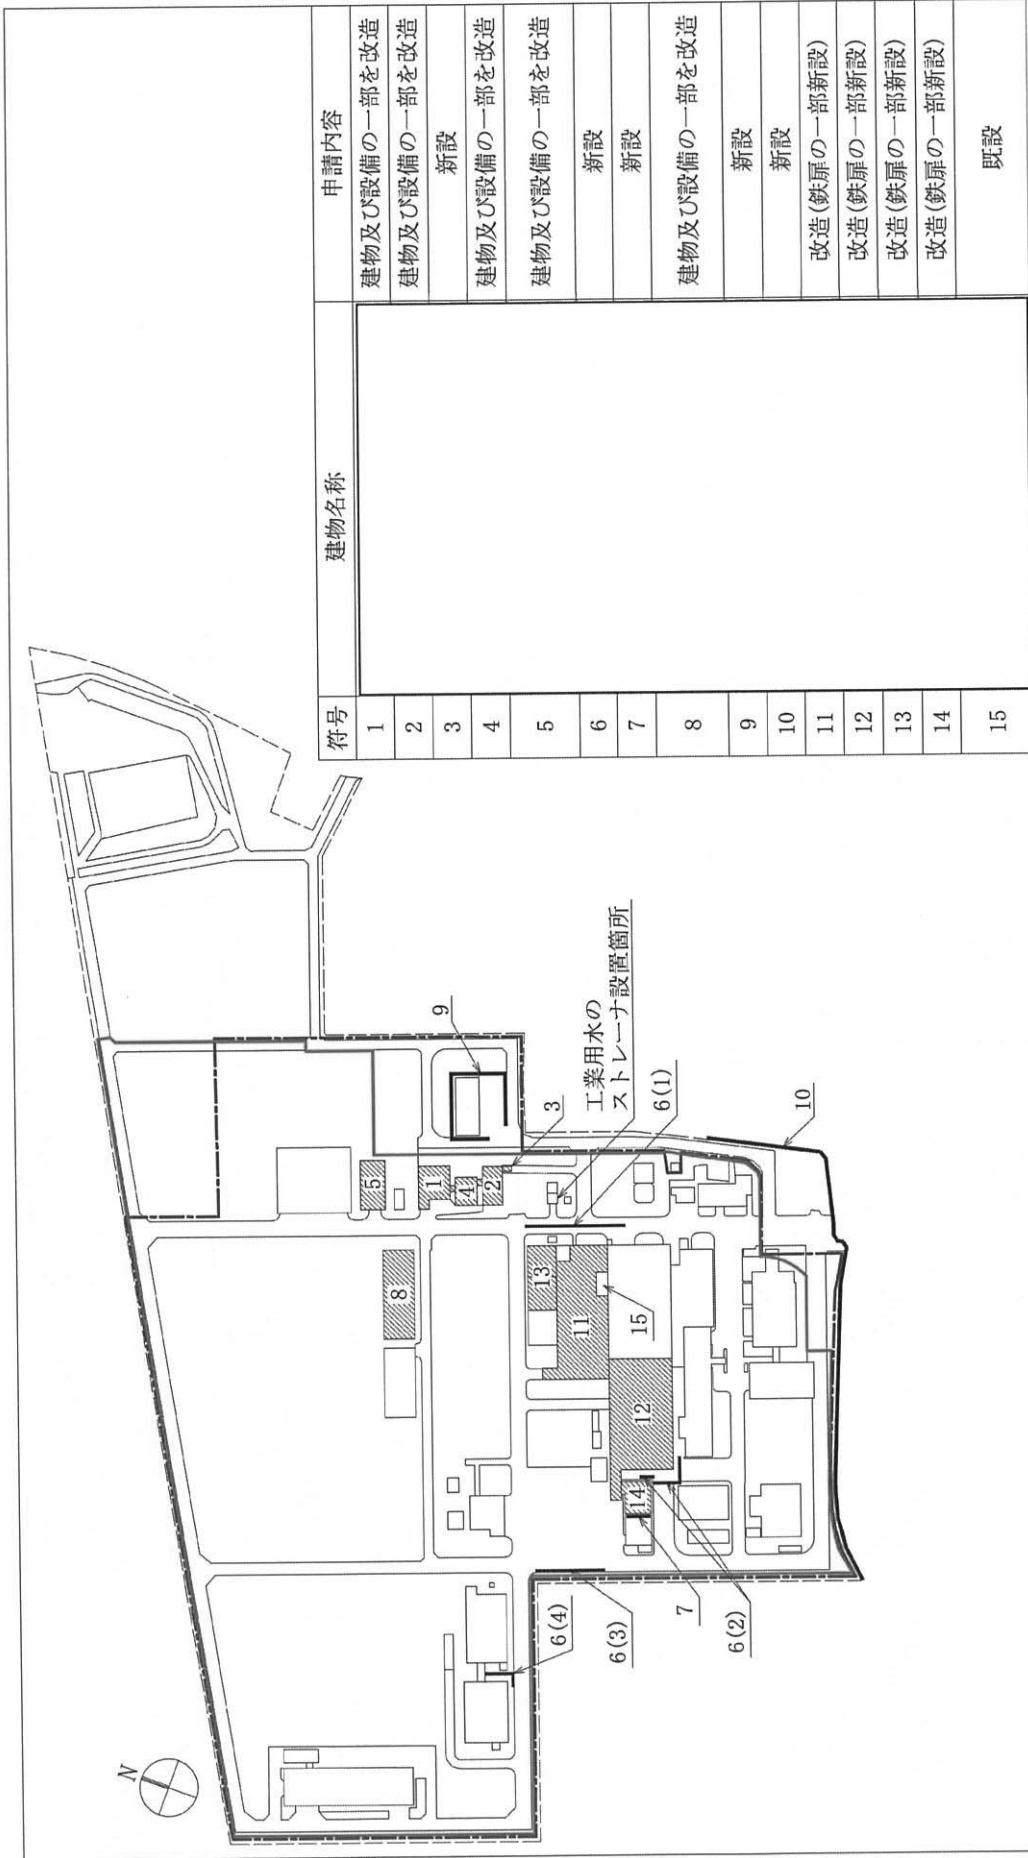 符号 建物名称 申請内容
1 建物及び設備の一部を改造
2 建物及び設備の一部を改造
3 新設
4 建物及び設備の一部を改造
5 建物及び設備の一部を改造
6 新設
7 新設
8 建物及び設備の一部を改造
9 新設
10 新設
11 改造(鉄扉の一部新設)
12 改造(鉄扉の一部新設)
13 改造(鉄扉の一部新設)
14 改造(鉄扉の一部新設)
15 既設
N
9
5
1
4
2
3
8
工業用水の
ストレーナ設置箇所
6(1)
13
11
15
10
12
14
6(4)
6(3)
7
6(2)